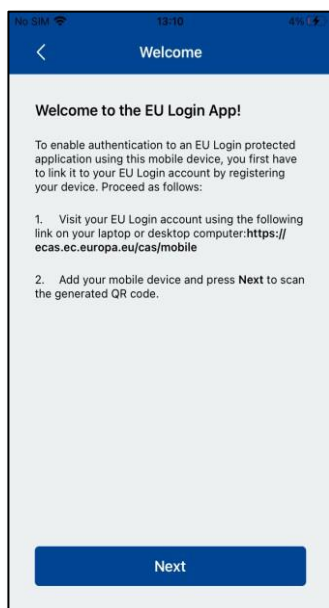 No SIM 13:10 4%
Welcome
Welcome to the EU Login App!
To enable authentication to an EU Login protected
application using this mobile device, you first have
to link it to your EU Login account by registering
your device. Proceed as follows:
1. Visit your EU Login account using the following
link on your laptop or desktop computer:https://
ecas.ec.europa.eu/cas/mobile
2. Add your mobile device and press Next to scan
the generated QR code.
Next